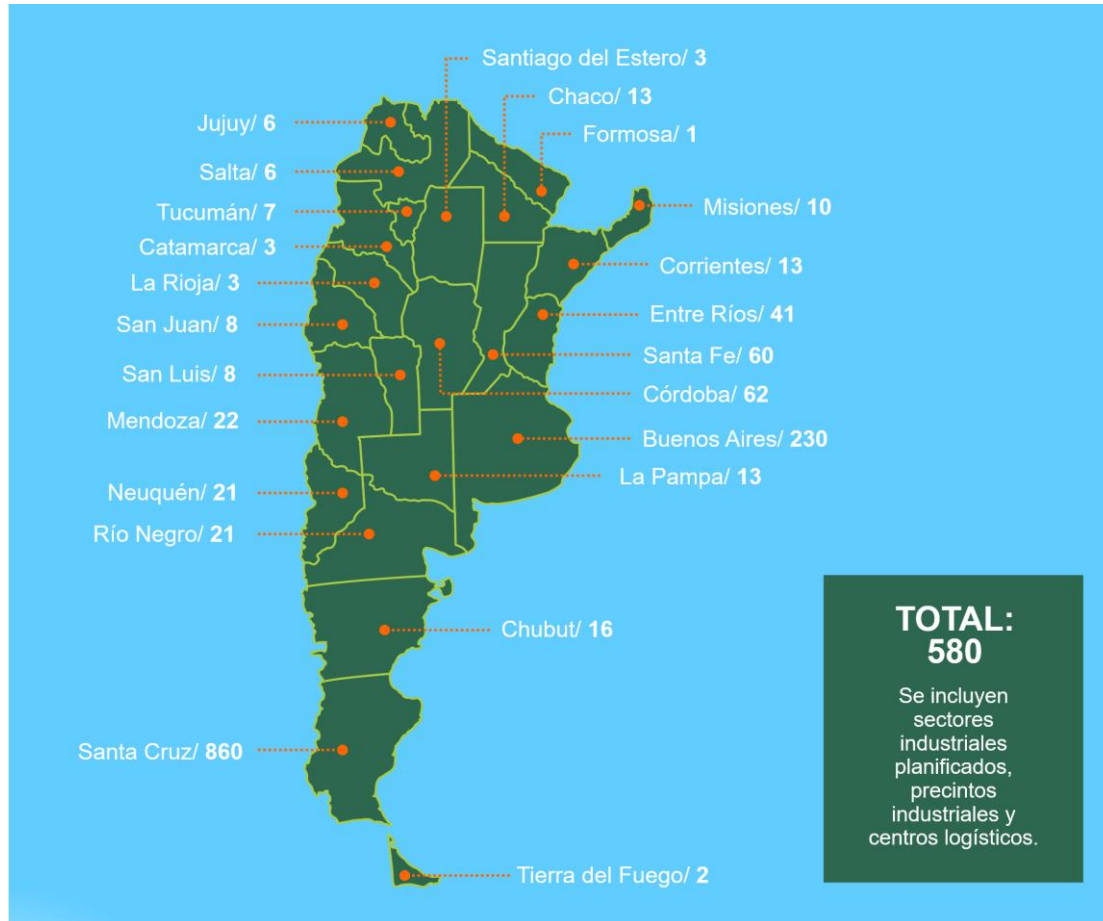 Santiago del Estero/ 3
Chaco/ 13
Formosa/ 1
Jujuy/ 6
Salta/ 6
Tucumán/ 7
Catamarca/ 3
La Rioja/ 3
San Juan/ 8
San Luis/ 8
Mendoza/ 22
Neuquén/ 21
Río Negro/ 21
Misiones/ 10
Corrientes/ 13
Entre Ríos/ 41
Santa Fe/ 60
Córdoba/ 62
Buenos Aires/ 230
La Pampa/ 13
Chubut/ 16
Santa Cruz/ 860
Tierra del Fuego/ 2
TOTAL:
580
Se incluyen
sectores
industriales
planificados,
precintos
industriales y
centros logísticos.